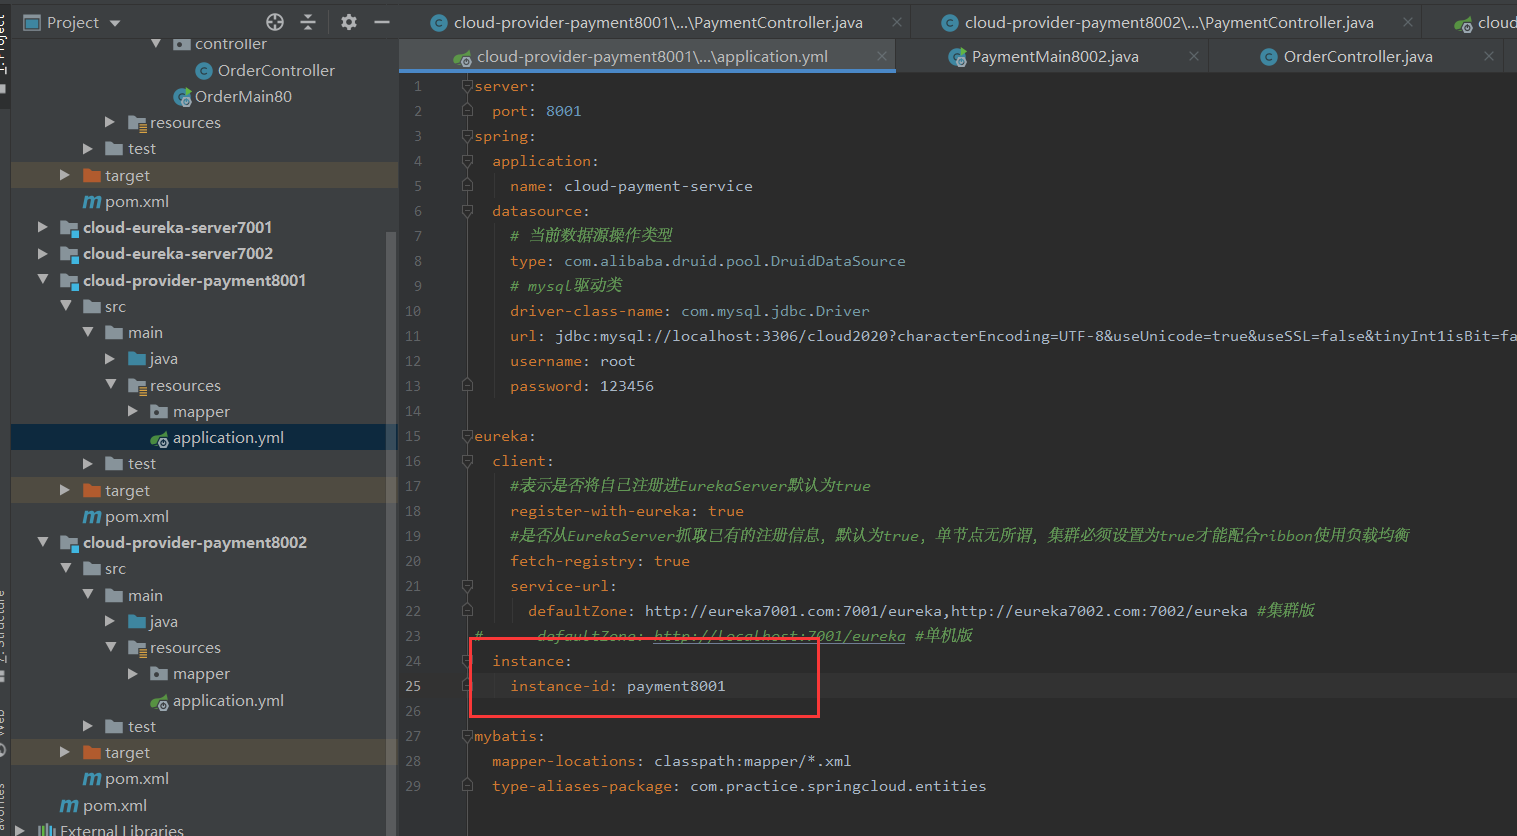 Project
cloud-provider-payment8001\...\PaymentController.java
cloud-provider-payment8002\...\PaymentController.java
cloud
cloud-provider-payment8001\...\application.yml
PaymentMain8002.java
OrderController.java
controller
OrderController
OrderMain80
resources
test
target
pom.xml
cloud-eureka-server7001
cloud-eureka-server7002
cloud-provider-payment8001
src
main
java
resources
mapper
application.yml
test
target
pom.xml
cloud-provider-payment8002
src
main
java
resources
mapper
application.yml
test
target
pom.xml
pom.xml
External Libraries
1 server:
2 port: 8001
3 spring:
4 application:
5 name: cloud-payment-service
6 datasource:
7 # 当前数据源操作类型
8 type: com.alibaba.druid.pool.DruidDataSource
9 # mysql驱动类
10 driver-class-name: com.mysql.jdbc.Driver
11 url: jdbc:mysql://localhost:3306/cloud2020?characterEncoding=UTF-8&useUnicode=true&useSSL=false&tinyInt1isBit=fa
12 username: root
13 password: 123456
14
15 eureka:
16 client:
17 #表示是否将自己注册进EurekaServer默认为true
18 register-with-eureka: true
19 #是否从EurekaServer抓取已有的注册信息，默认为true，单节点无所谓，集群必须设置为true才能配合ribbon使用负载均衡
20 fetch-registry: true
21 service-url:
22 defaultZone: http://eureka7001.com:7001/eureka,http://eureka7002.com:7002/eureka #集群版
23 # defaultZone: http://localhost:7001/eureka #单机版
24 instance:
25 instance-id: payment8001
26
27 mybatis:
28 mapper-locations: classpath:mapper/*.xml
29 type-aliases-package: com.practice.springcloud.entities